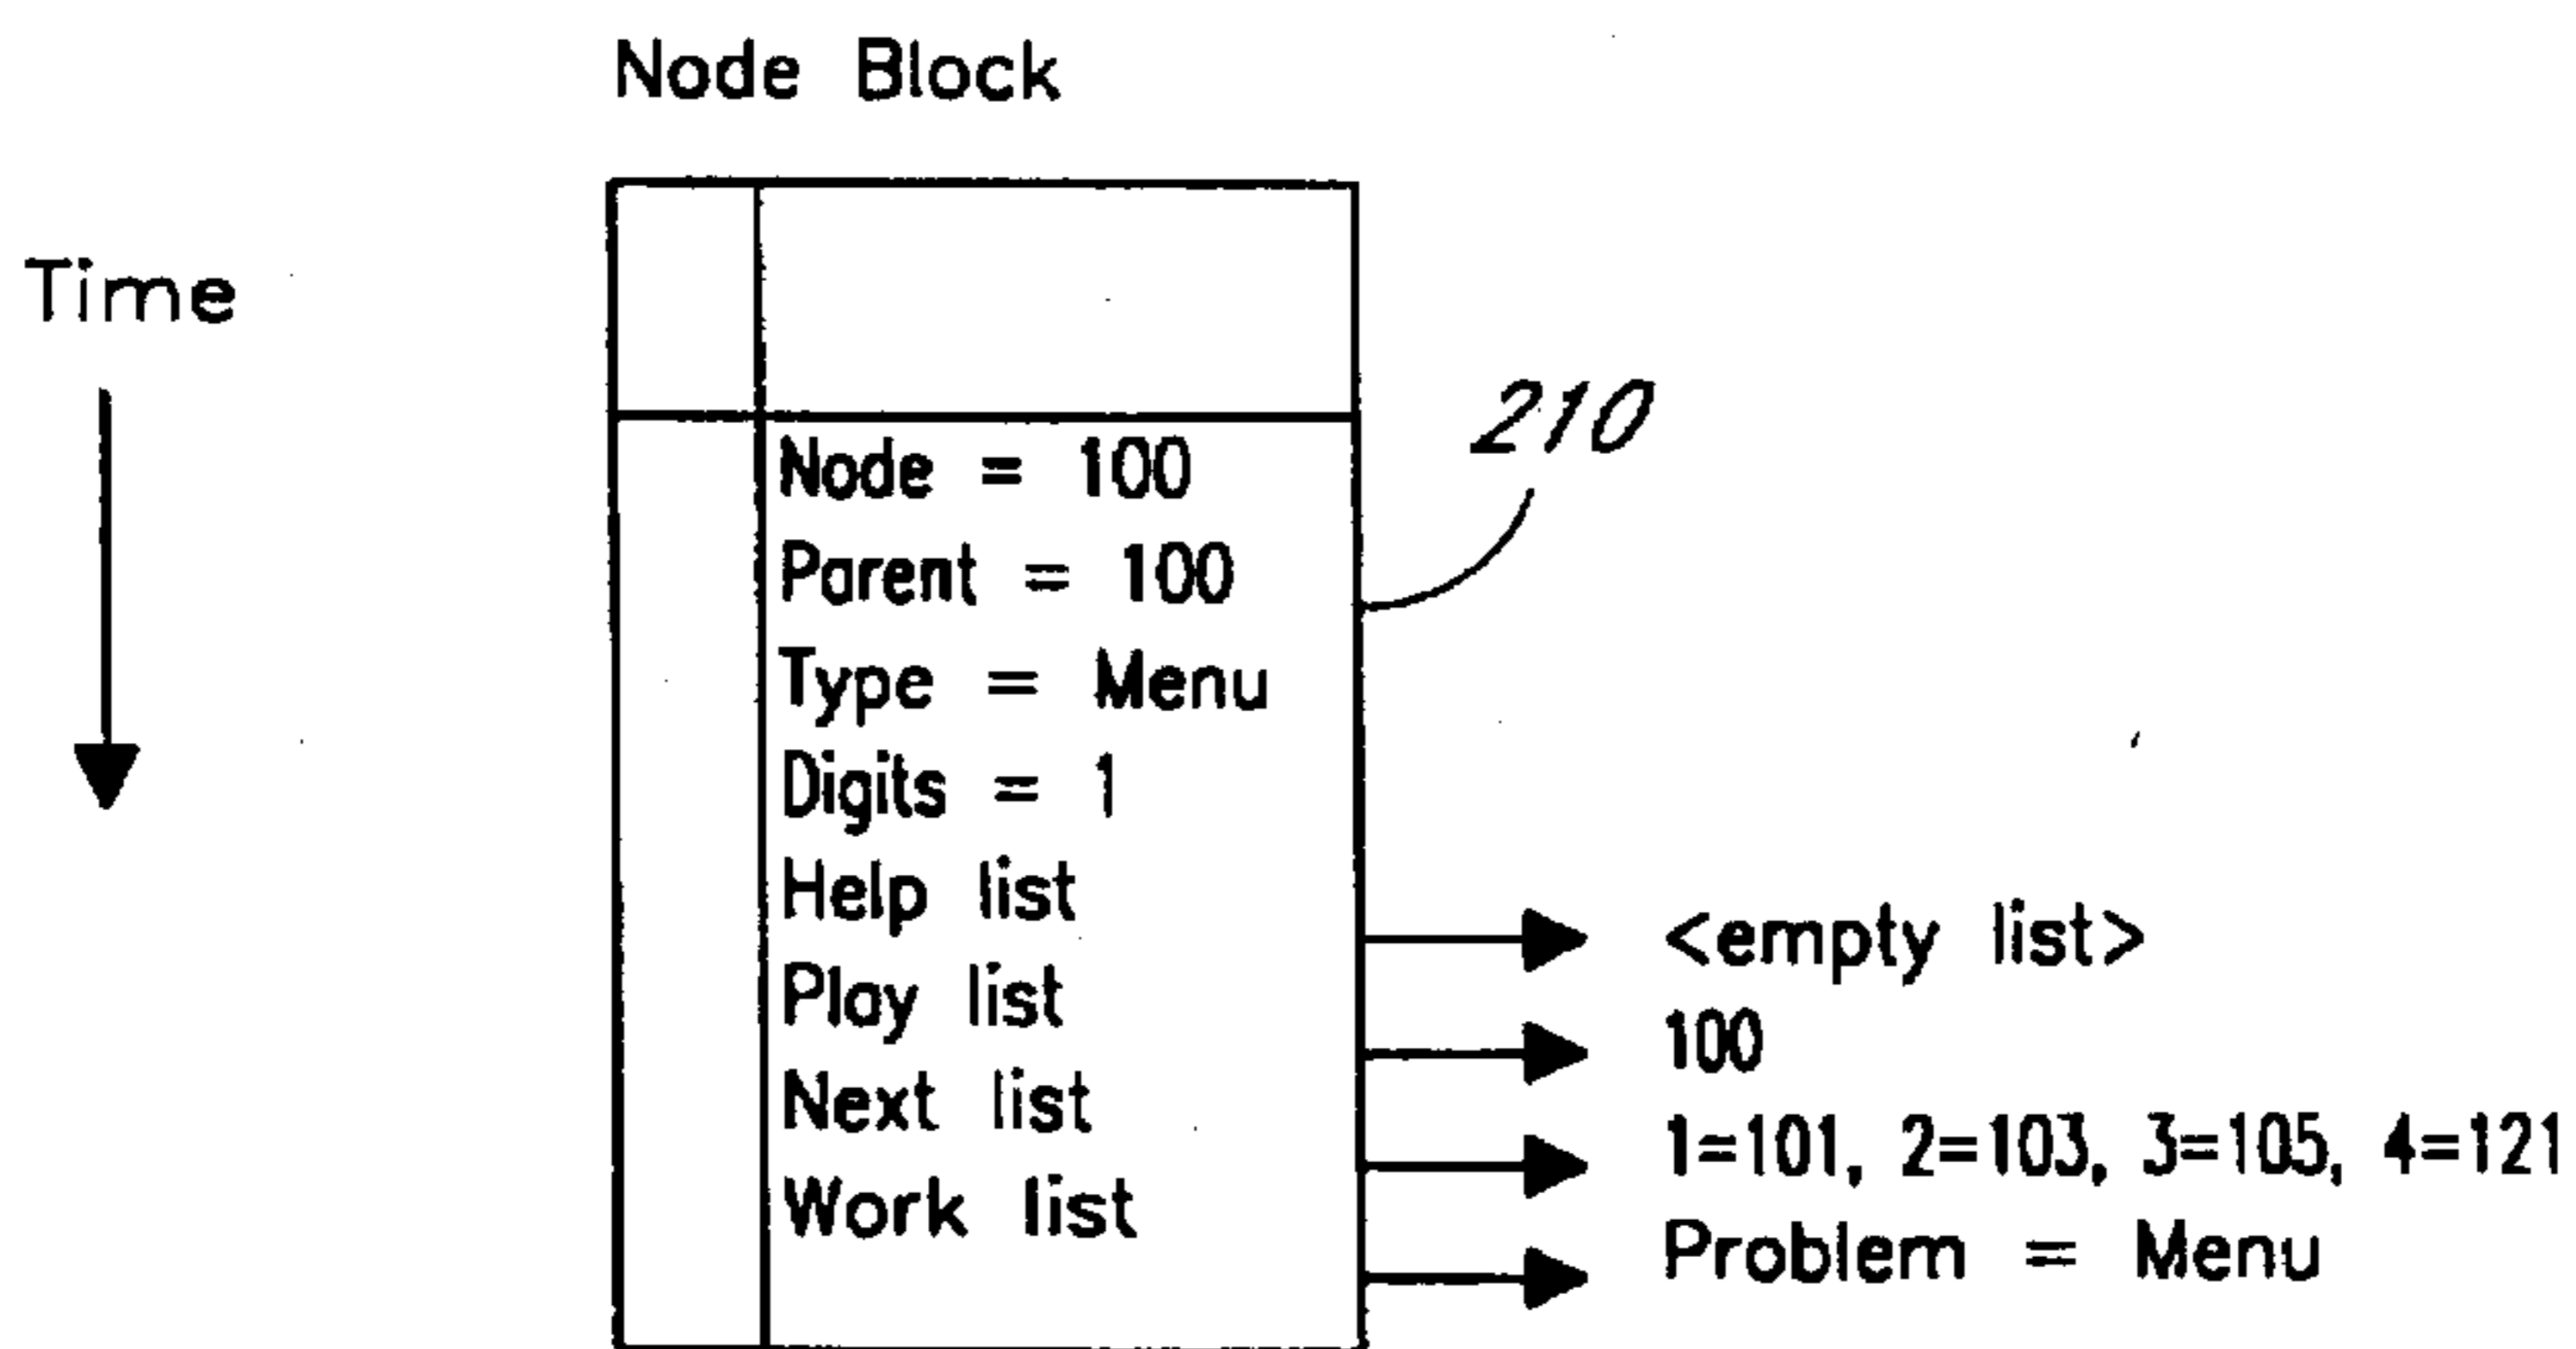 Node Block
Time
210
Node = 100
Parent = 100
Type = Menu
Digits = 1
Help list
<empty list>
Play list
100
Next list
1=101, 2=103, 3=105, 4=121
Work list
Problem = Menu